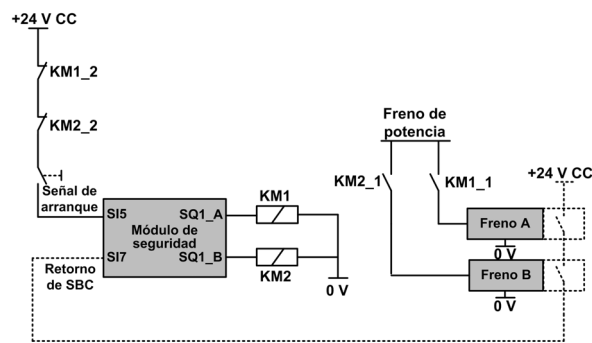 +24 V CC
KM1_2
KM2_2
Señal de
arranque
SI5
SQ1_A
Módulo de
seguridad
SI7
SQ1_B
Retorno
de SBC
KM1
KM2
0 V
Freno de
potencia
KM2_1
KM1_1
+24 V CC
Freno A
0 V
Freno B
0 V